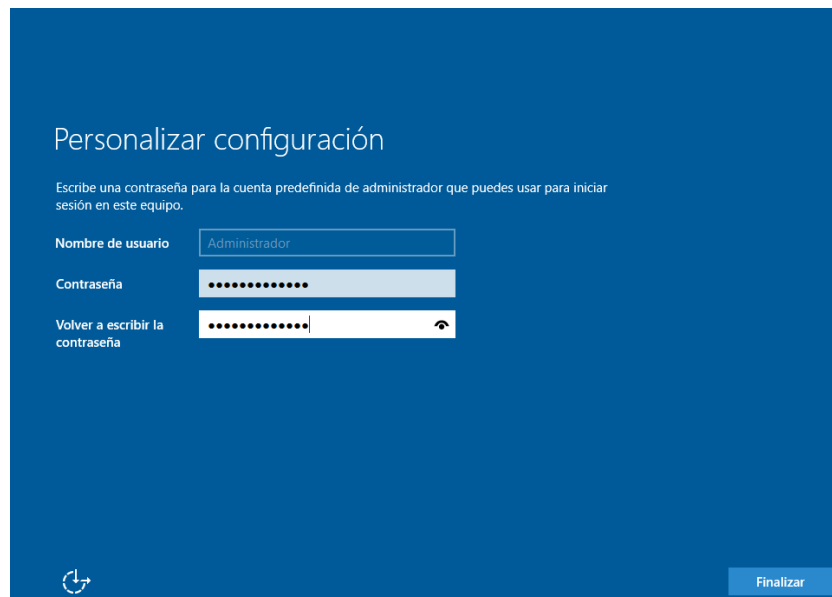 Personalizar configuración
Escribe una contraseña para la cuenta predefinida de administrador que puedes usar para iniciar
sesión en este equipo.
Nombre de usuario
Administrador
Contraseña
•••••••••••••
Volver a escribir la
contraseña
•••••••••••••
Finalizar